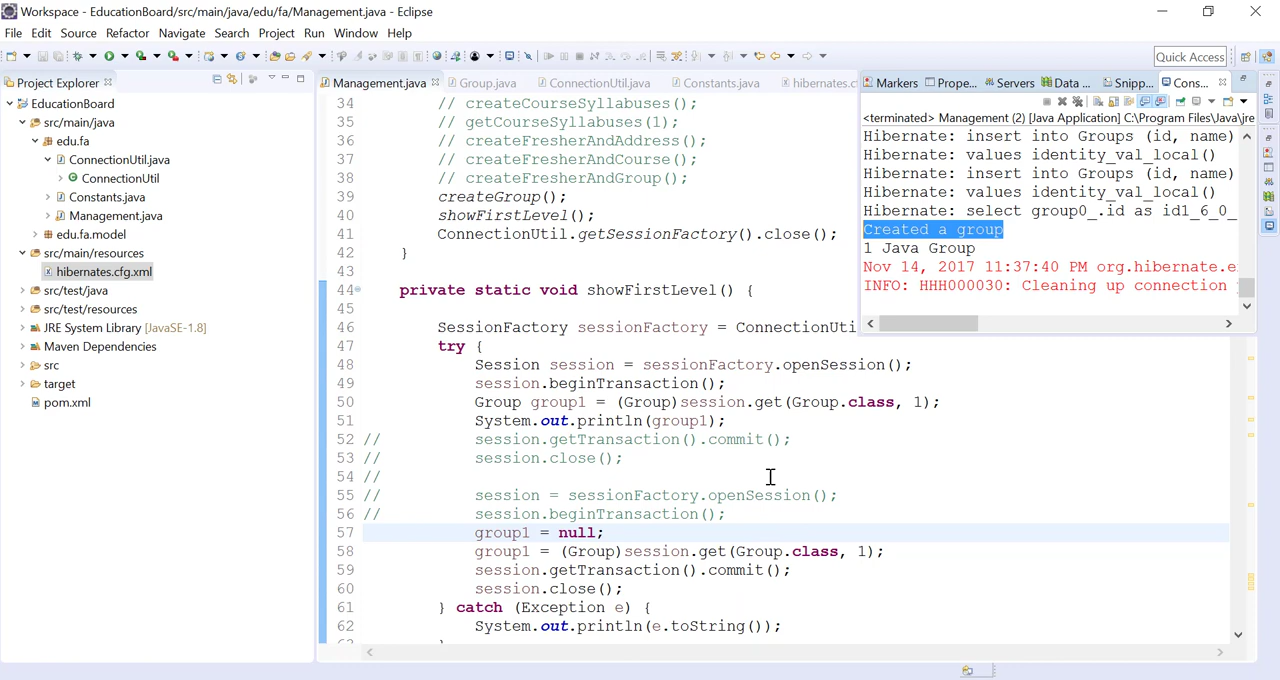 Workspace - EducationBoard/src/main/java/edu/fa/Management.java - Eclipse
File Edit Source Refactor Navigate Search Project Run Window Help
Quick Access
Project Explorer
EducationBoard
src/main/java
edu.fa
ConnectionUtil.java
ConnectionUtil
Constants.java
Management.java
edu.fa.model
src/main/resources
hibernates.cfg.xml
src/test/java
src/test/resources
JRE System Library [JavaSE-1.8]
Maven Dependencies
src
target
pom.xml
Management.java Group.java ConnectionUtil.java Constants.java hibernates.c
34 // createCourseSyllabuses();
35 // getCourseSyllabuses(1);
36 // createFresherAndAddress();
37 // createFresherAndCourse();
38 // createFresherAndGroup();
39 createGroup();
40 showFirstLevel();
41 ConnectionUtil.getSessionFactory().close();
42 }
43
44 private static void showFirstLevel() {
45
46 SessionFactory sessionFactory = ConnectionUti
47 try {
48 Session session = sessionFactory.openSession();
49 session.beginTransaction();
50 Group group1 = (Group)session.get(Group.class, 1);
51 System.out.println(group1);
52 // session.getTransaction().commit();
53 // session.close();
54 //
55 // session = sessionFactory.openSession();
56 // session.beginTransaction();
57 group1 = null;
58 group1 = (Group)session.get(Group.class, 1);
59 session.getTransaction().commit();
60 session.close();
61 } catch (Exception e) {
62 System.out.println(e.toString());
Markers Prope... Servers Data ... Snipp... Cons...
<terminated> Management (2) [Java Application] C:\Program Files\Java\jre
Hibernate: insert into Groups (id, name)
Hibernate: values identity_val_local()
Hibernate: insert into Groups (id, name)
Hibernate: values identity_val_local()
Hibernate: select group0_.id as id1_6_0_
Created a group
1 Java Group
Nov 14, 2017 11:37:40 PM org.hibernate.e
INFO: HHH000030: Cleaning up connection